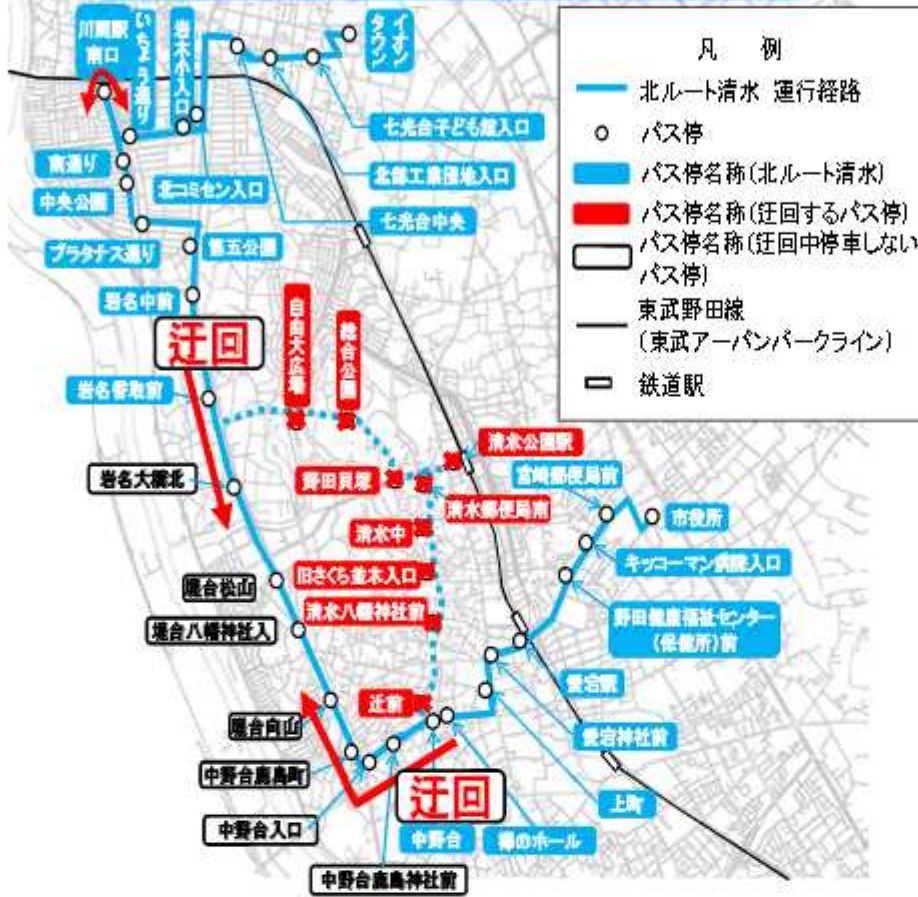 川間駅
南口
いちょう通り
岩木小入口
イオン
タウン
七光台子ども館入口
北部工業団地入口
七光台中央
北コミセン入口
南通り
中央公園
プラタナス通り
第五公園
岩名中前
迂回
岩名香取前
自由大広場
総合公園
岩名大橋北
野田貝塚
清水公園駅
清水郵便局前
宮崎郵便局前
市役所
清水中
キッコーマン病院入口
旧さくら並木入口
堤台松山
清水八幡神社前
野田健康福祉センター
(保健所)前
堤台八幡神社入
愛宕駅
辻前
堤台向山
愛宕神社前
中野台鹿島町
迂回
上町
中野台入口
中野台
欅のホール
中野台鹿島神社前
凡 例
北ルート清水 運行経路
バス停
バス停名称(北ルート清水)
バス停名称(迂回するバス停)
バス停名称(迂回中停車しない
バス停)
東武野田線
(東武アーバンパークライン)
鉄道駅